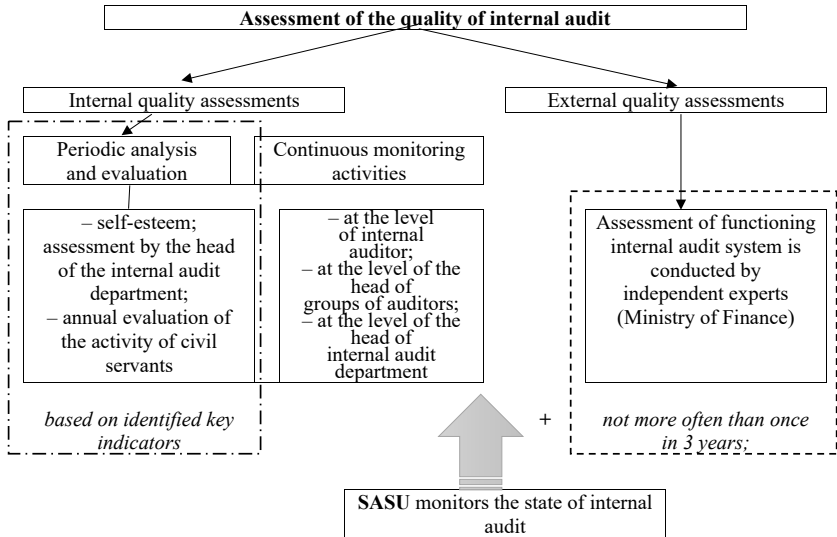 Assessment of the quality of internal audit
Internal quality assessments
External quality assessments
Periodic analysis
and evaluation
Continuous monitoring
activities
– self-esteem;
assessment by the head
of the internal audit
department;
– annual evaluation of
the activity of civil
servants
– at the level
of internal
auditor;
– at the level of the
head of
groups of auditors;
– at the level of the
head of
internal audit
department
Assessment of functioning
internal audit system is
conducted by
independent experts
(Ministry of Finance)
based on identified key
indicators
+
not more often than once
in 3 years;
SASU monitors the state of internal
audit